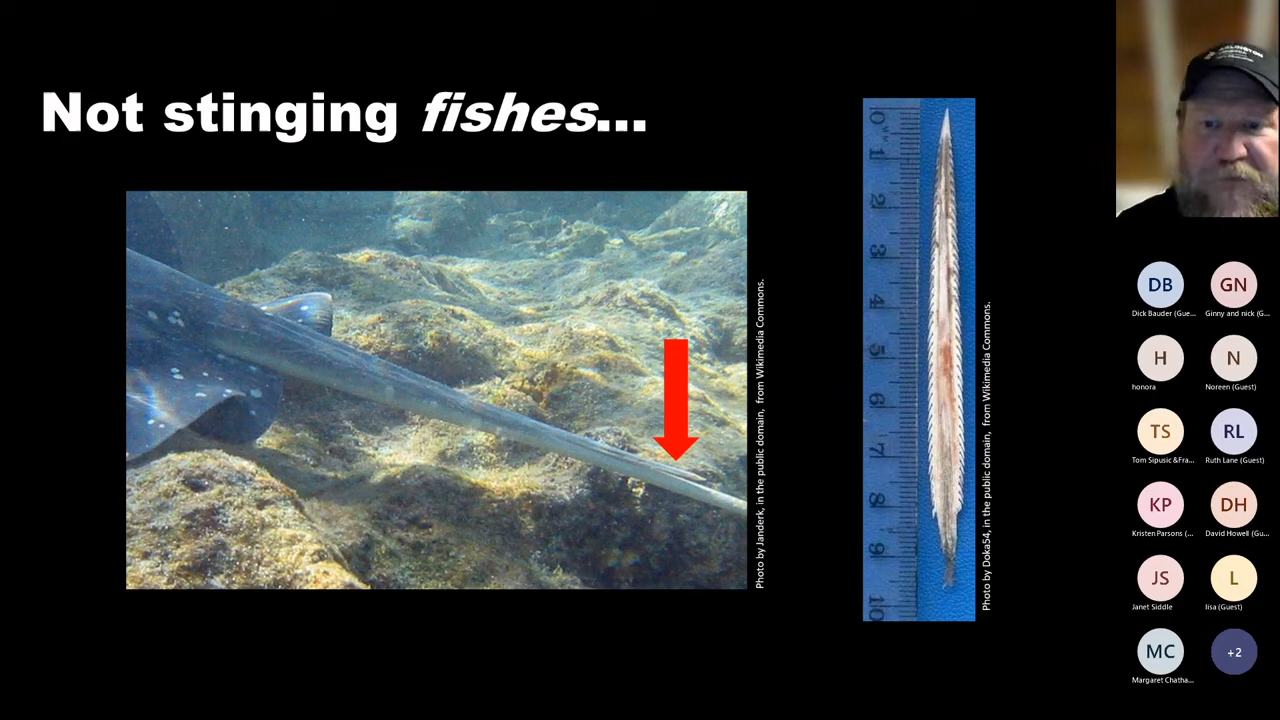 Not stinging fishes...
Photo by Janderk, in the public domain, from Wikimedia Commons.
0
1
2
3
4
5
6
7
8
9
10
Photo by Doka54, in the public domain, from Wikimedia Commons.
ARLINGTON
DB
GN
Dick Bauder (Gue...
Ginny and nick (G...
H
N
honora
Noreen (Guest)
TS
RL
Tom Sipusic &Fra...
Ruth Lane (Guest)
KP
DH
Kristen Parsons (...
David Howell (Gu...
JS
L
Janet Siddle
lisa (Guest)
MC
+2
Margaret Chatha...